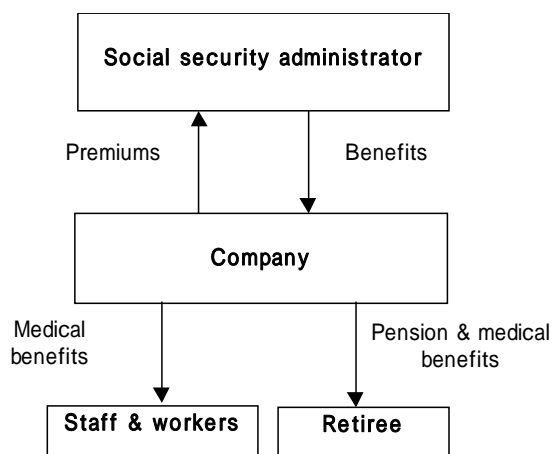 Social security administrator
Premiums
Benefits
Company
Medical
benefits
Pension & medical
benefits
Staff & workers
Retiree